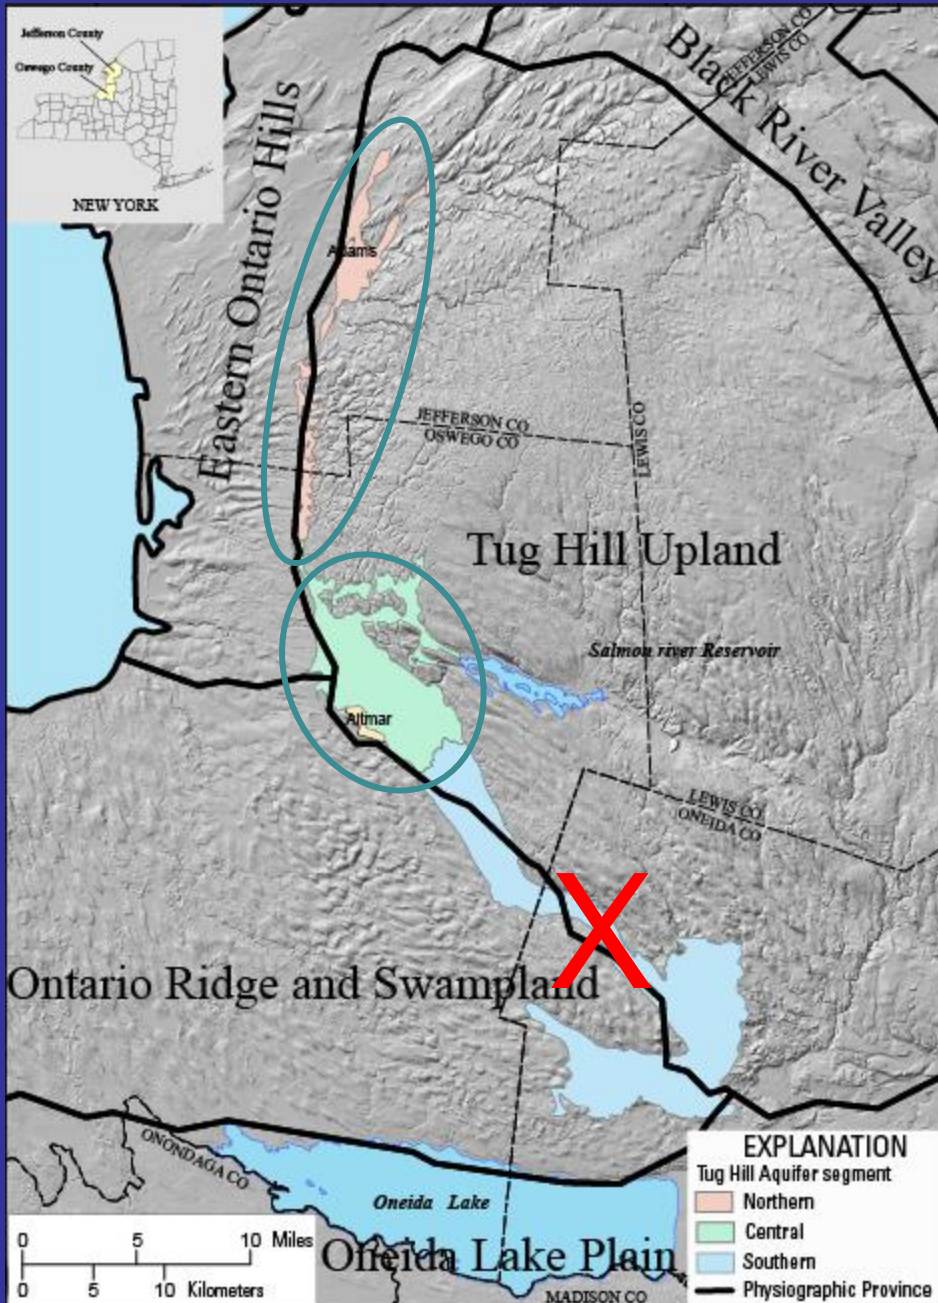 Jefferson County
Oswego County
NEW YORK
Eastern Ontario Hills
Black River Valley
JEFFERSON CO
LEWIS CO
Adams
JEFFERSON CO
OSWEGO CO
LEWIS CO
Tug Hill Upland
Salmon river Reservoir
Altmar
LEWIS CO
ONEIDA CO
X
Ontario Ridge and Swampland
ONONDAGA CO
Oneida Lake
Oneida Lake Plain
MADISON CO
0 5 10 Miles
0 5 10 Kilometers
EXPLANATION
Tug Hill Aquifer segment
Northern
Central
Southern
Physiographic Province